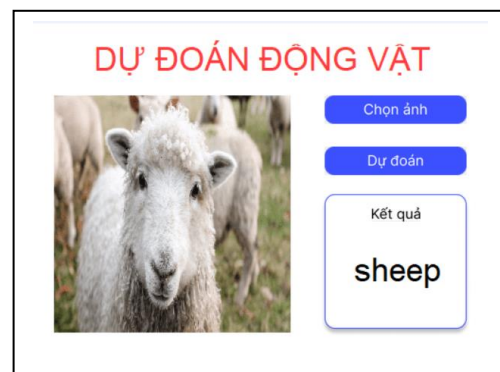 DỰ ĐOÁN ĐỘNG VẬT
Chọn ảnh
Dự đoán
Kết quả
sheep